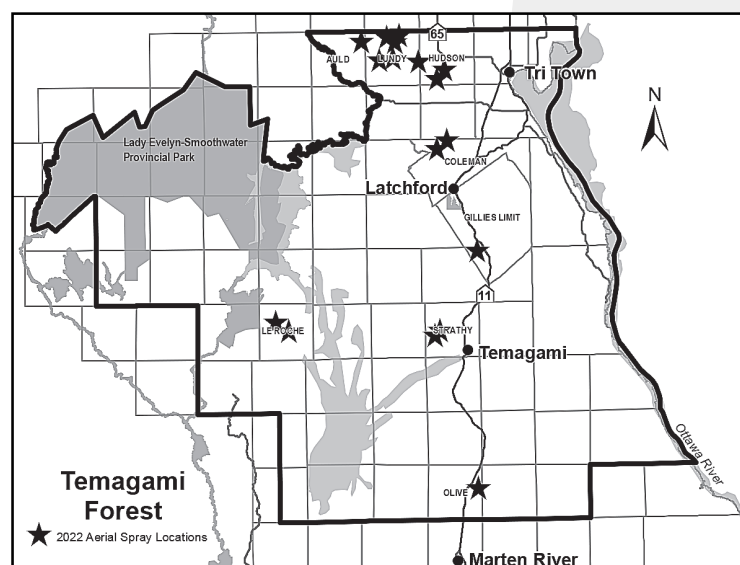 65
AULD
LUNDY
HUDSON
Tri Town
N
Lady Evelyn-Smoothwater
Provincial Park
COLEMAN
Latchford
GILLIES LIMIT
11
LE ROCHE
STRATHY
Temagami
Ottawa River
Temagami
Forest
OLIVE
2022 Aerial Spray Locations
Marten River